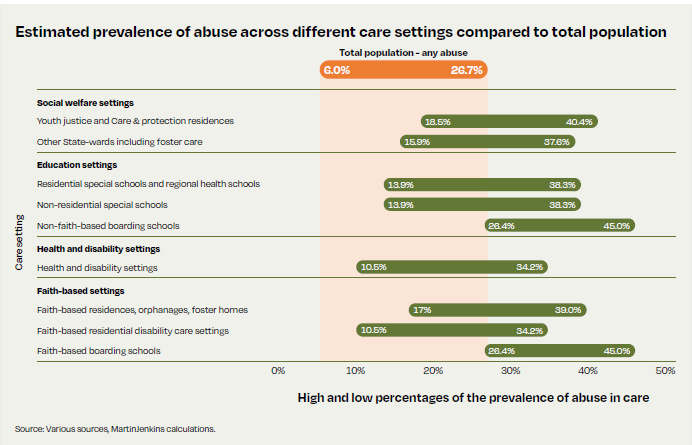 Estimated prevalence of abuse across different care settings compared to total population
Total population - any abuse
6.0% 26.7%
Social welfare settings
Youth justice and Care & protection residences 18.5% 40.4%
Other State-wards including foster care 15.9% 37.6%
Education settings
Residential special schools and regional health schools 13.9% 38.3%
Non-residential special schools 13.9% 38.3%
Non-faith-based boarding schools 26.4% 45.0%
Health and disability settings
Health and disability settings 10.5% 34.2%
Faith-based settings
Faith-based residences, orphanages, foster homes 17% 39.0%
Faith-based residential disability care settings 10.5% 34.2%
Faith-based boarding schools 26.4% 45.0%
Care setting
0% 10% 20% 30% 40% 50%
High and low percentages of the prevalence of abuse in care
Source: Various sources, MartinJenkins calculations.